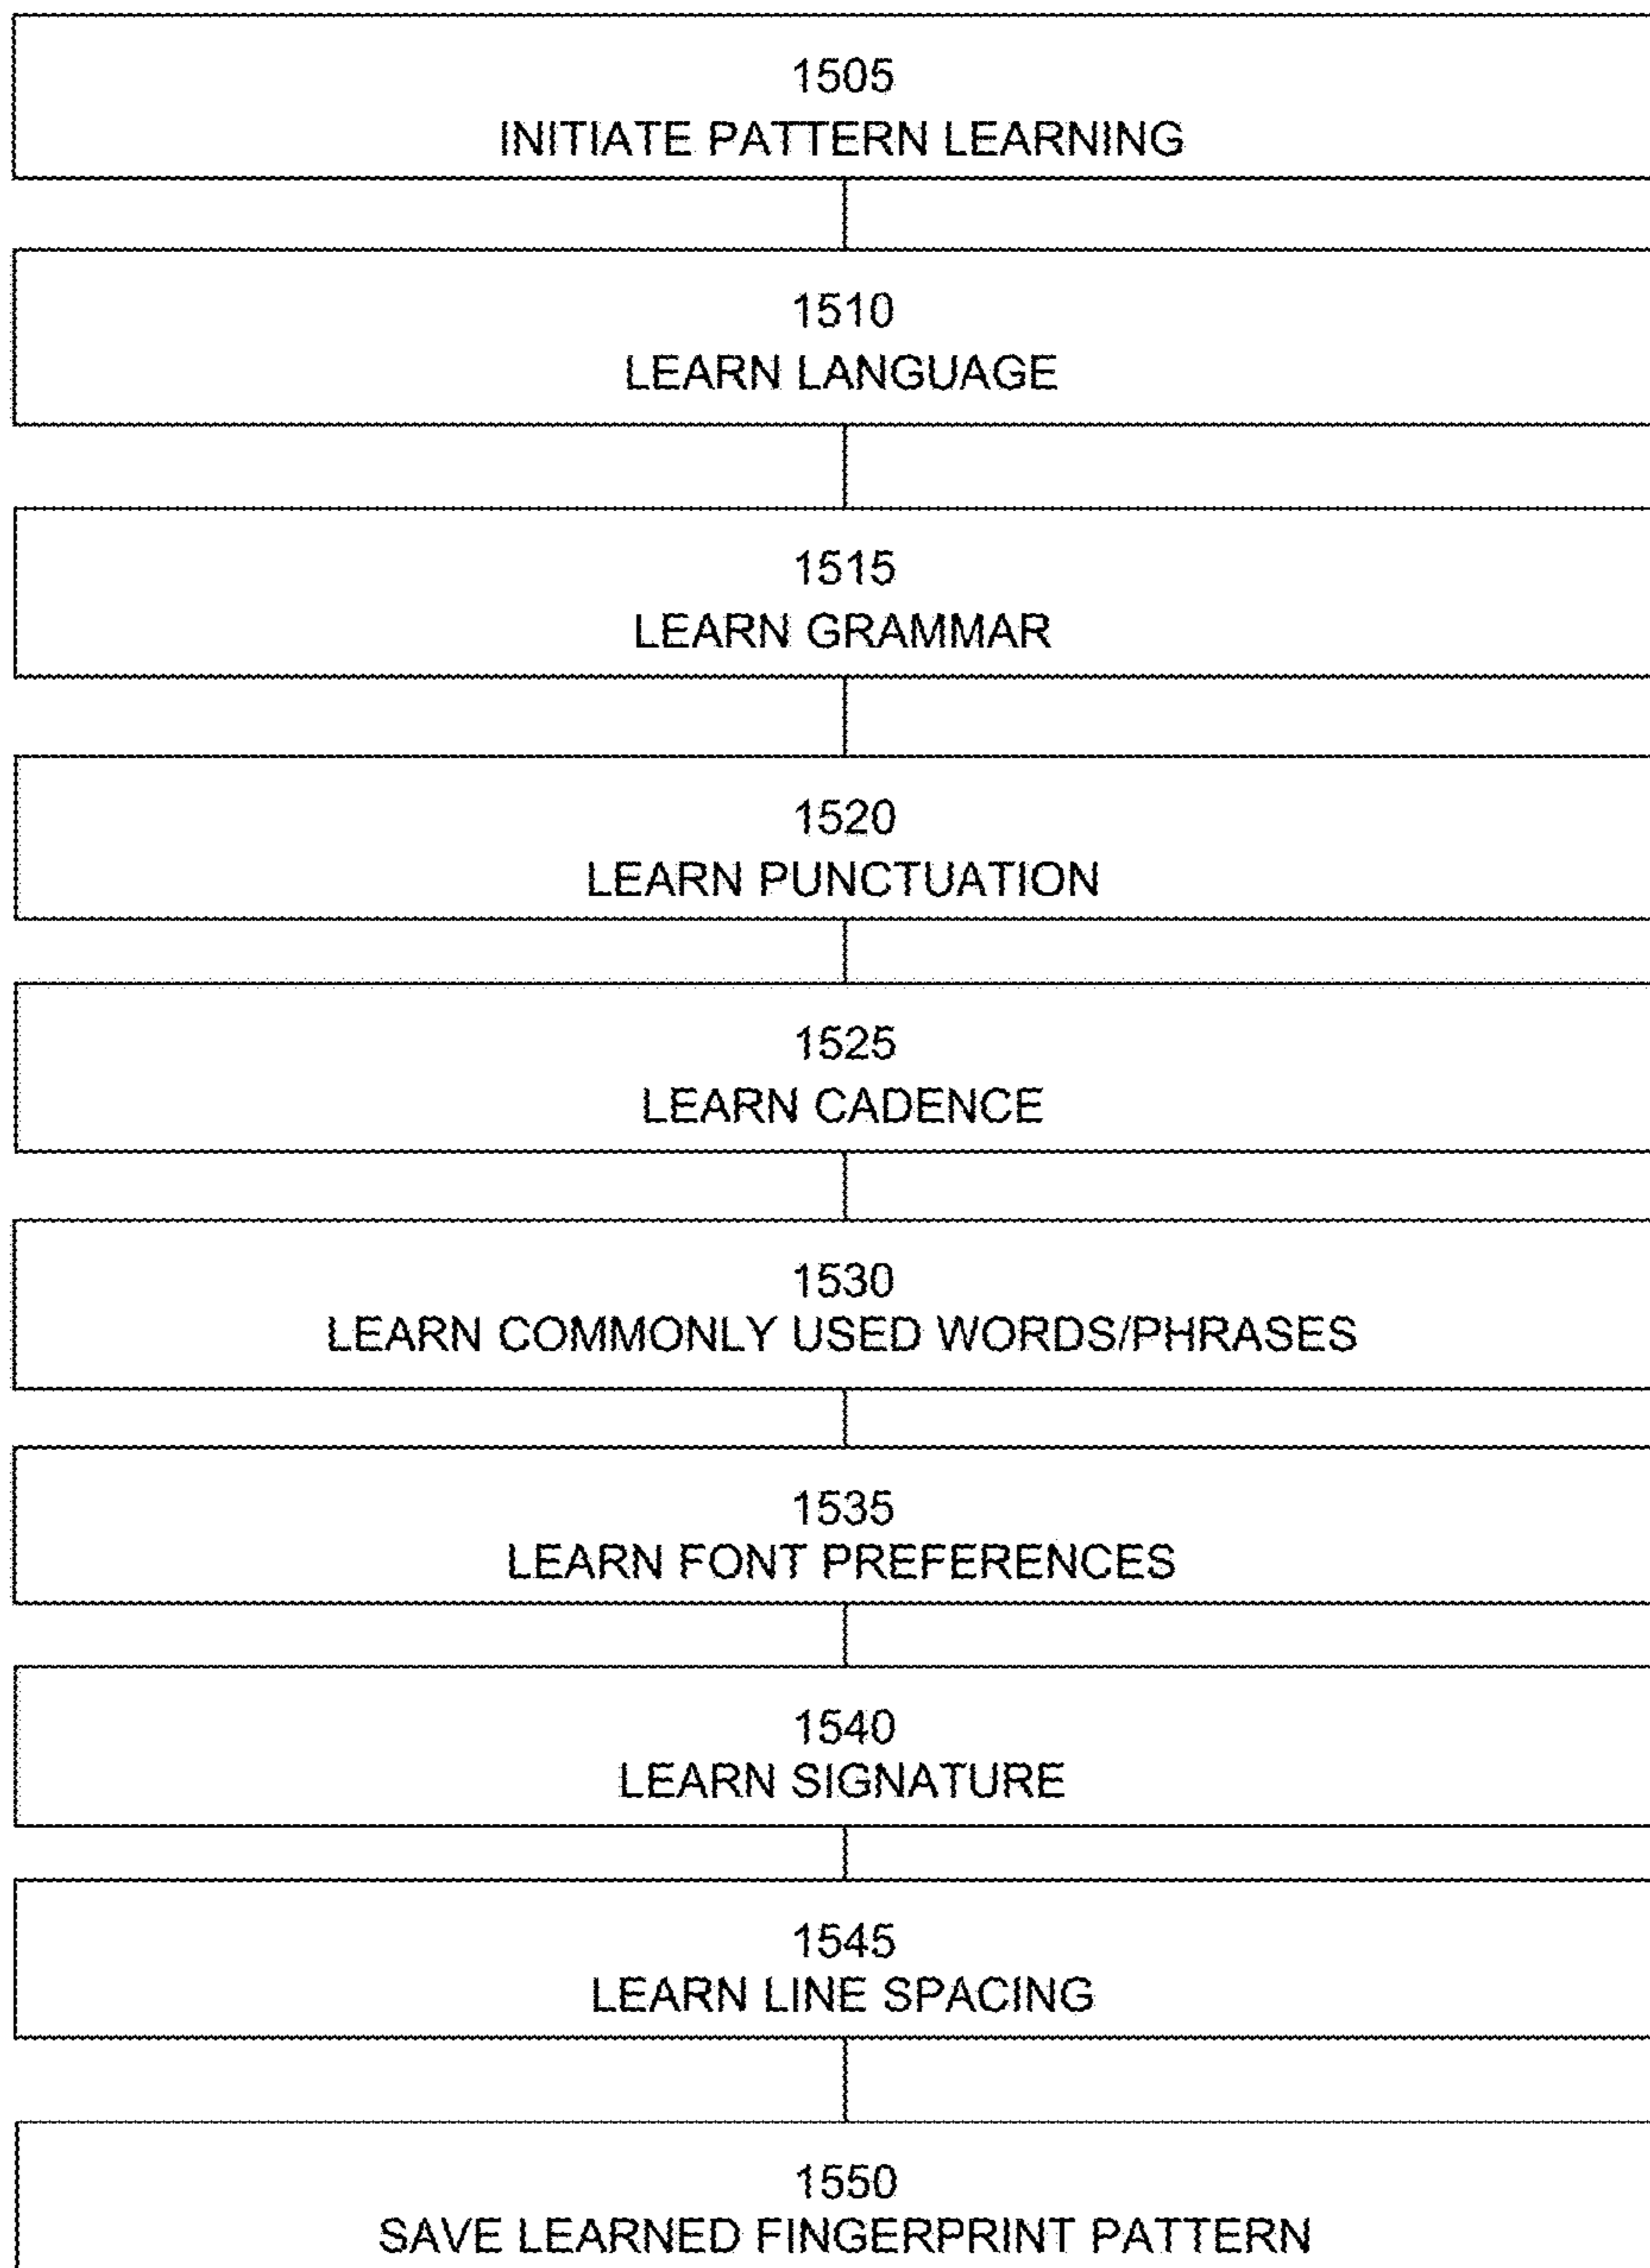 1505
INITIATE PATTERN LEARNING
1510
LEARN LANGUAGE
1515
LEARN GRAMMAR
1520
LEARN PUNCTUATION
1525
LEARN CADENCE
1530
LEARN COMMONLY USED WORDS/PHRASES
1535
LEARN FONT PREFERENCES
1540
LEARN SIGNATURE
1545
LEARN LINE SPACING
1550
SAVE LEARNED FINGERPRINT PATTERN